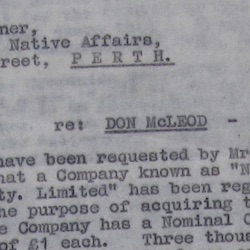 ner,
Native Affairs,
reet, PERTH.
re: DON McLEOD -
have been requested by Mr
hat a Company known as "N
ty. Limited" has been reg
he purpose of acquiring t
e Company has a Nominal C
of £1 each. Three thou